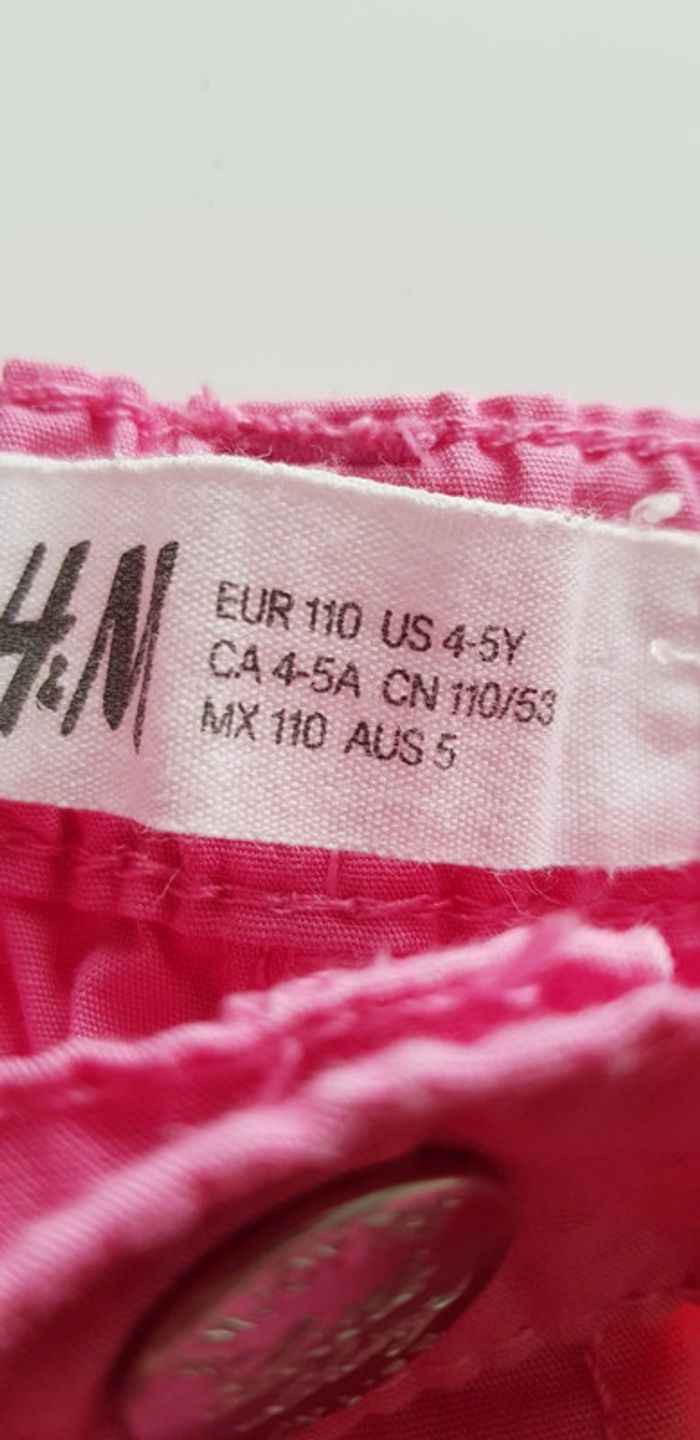 H&M
EUR 110 US 4-5Y
CA 4-5A CN 110/53
MX 110 AUS 5